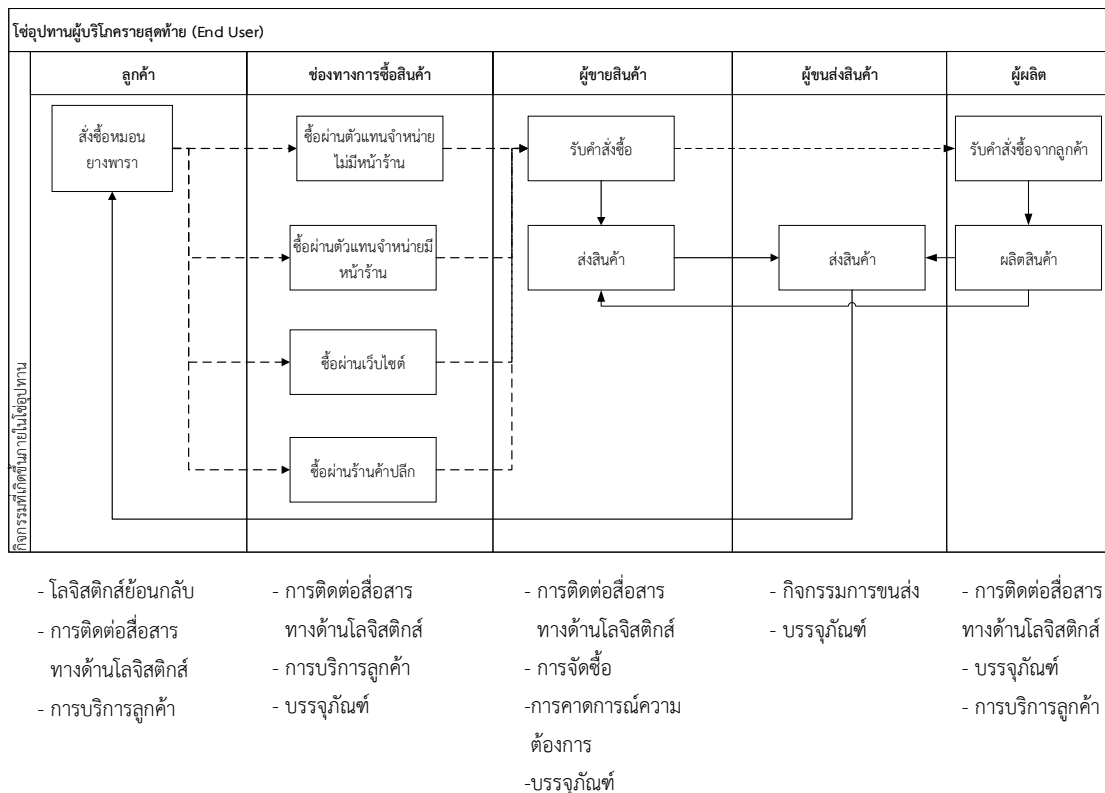 โซ่อุปทานผู้บริโภครายสุดท้าย (End User)
ลูกค้า
ช่องทางการซื้อสินค้า
ผู้ขายสินค้า
ผู้ขนส่งสินค้า
ผู้ผลิต
กิจกรรมที่เกิดขึ้นภายในโซ่อุปทาน
สั่งซื้อหมอน
ยางพารา
ซื้อผ่านตัวแทนจำหน่าย
ไม่มีหน้าร้าน
รับคำสั่งซื้อ
รับคำสั่งซื้อจากลูกค้า
ซื้อผ่านตัวแทนจำหน่ายมี
หน้าร้าน
ส่งสินค้า
ส่งสินค้า
ผลิตสินค้า
ซื้อผ่านเว็บไซต์
ซื้อผ่านร้านค้าปลีก
- โลจิสติกส์ย้อนกลับ
- การติดต่อสื่อสาร
ทางด้านโลจิสติกส์
- การบริการลูกค้า
- การติดต่อสื่อสาร
ทางด้านโลจิสติกส์
- การบริการลูกค้า
- บรรจุภัณฑ์
- การติดต่อสื่อสาร
ทางด้านโลจิสติกส์
- การจัดซื้อ
-การคาดการณ์ความ
ต้องการ
-บรรจุภัณฑ์
- กิจกรรมการขนส่ง
- บรรจุภัณฑ์
- การติดต่อสื่อสาร
ทางด้านโลจิสติกส์
- บรรจุภัณฑ์
- การบริการลูกค้า